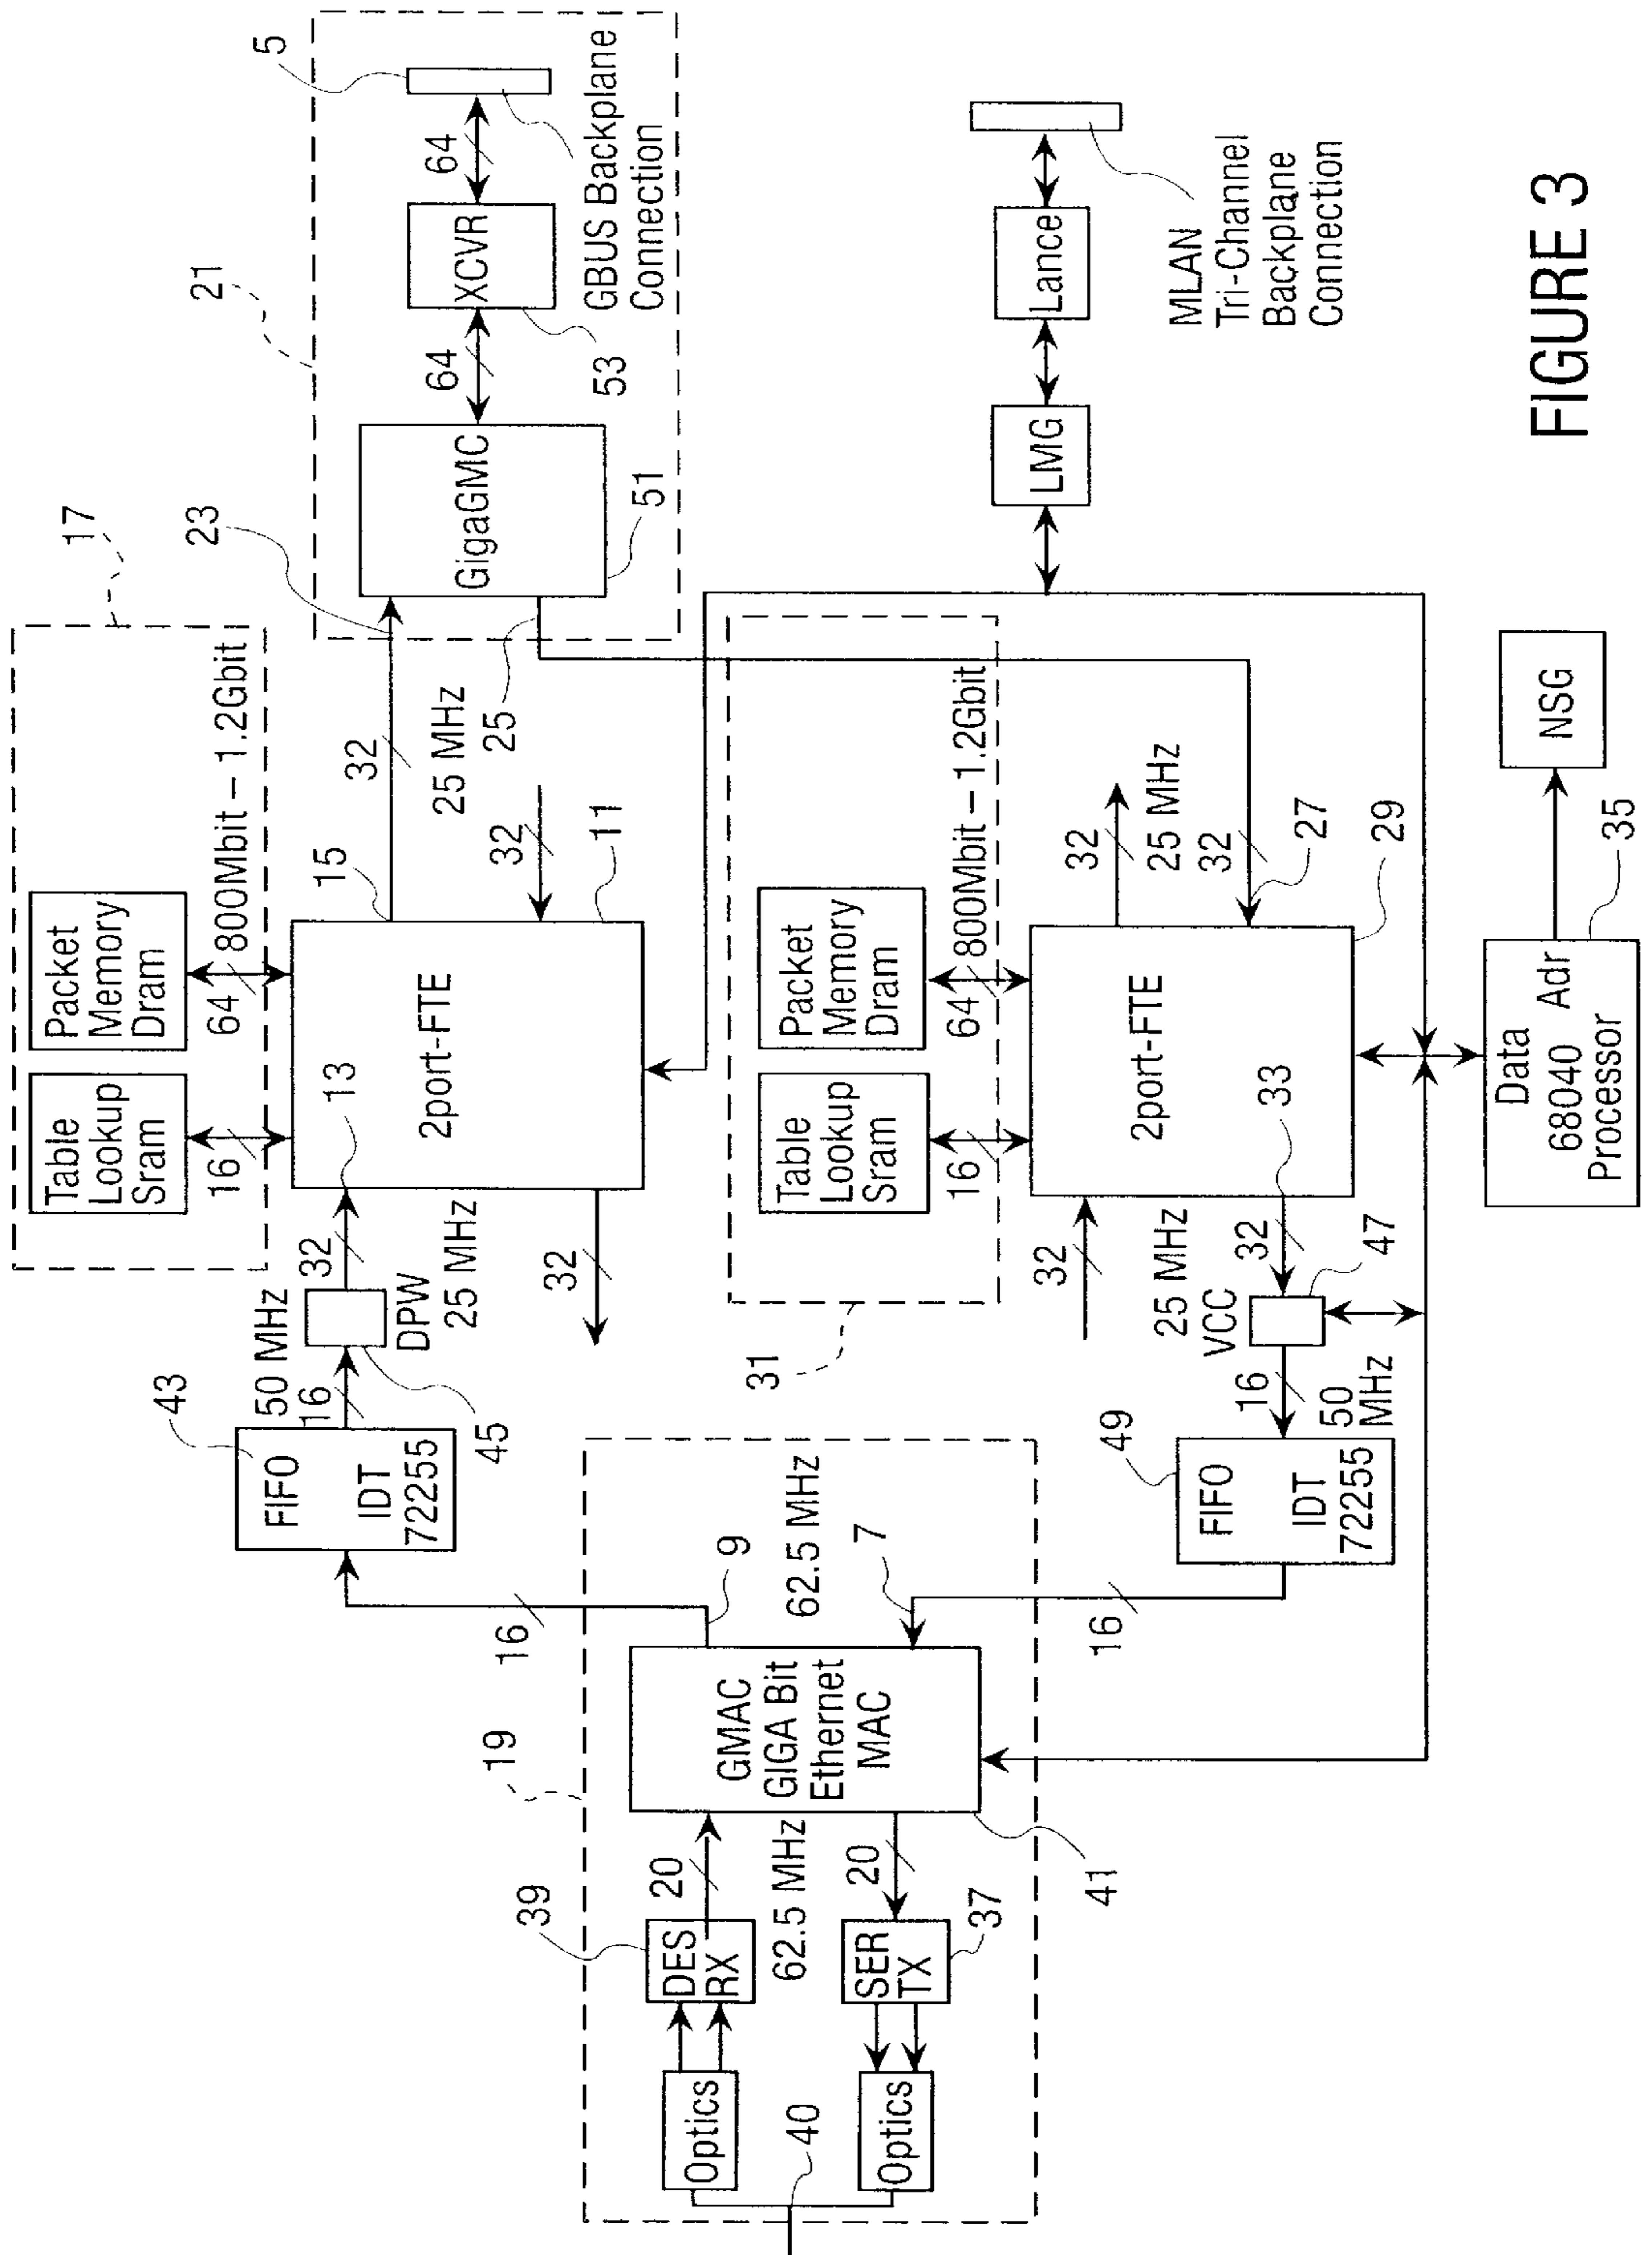 17
Table
Lookup
Sram
Packet
Memory
Dram
16
64
800Mbit – 1.2Gbit
43
FIFO
IDT
72255
50 MHz
16
45
DPW
32
25 MHz
13
2port-FTE
15
11
32
32
32
25 MHz
23
25
21
GigaGMC
51
64
XCVR
53
64
5
GBUS Backplane
Connection
19
Optics
Optics
40
39
DES
RX
SER
TX
37
20
62.5 MHz
20
GMAC
GIGA Bit
Ethernet
MAC
41
9
62.5 MHz
7
16
16
31
Table
Lookup
Sram
Packet
Memory
Dram
16
64
800Mbit – 1.2Gbit
49
FIFO
IDT
72255
16
50
MHz
VCC
25 MHz
32
47
32
2port-FTE
33
32
25 MHz
32
27
29
LMG
Lance
MLAN
Tri-Channel
Backplane
Connection
Data Adr
68040
Processor
35
NSG
FIGURE 3